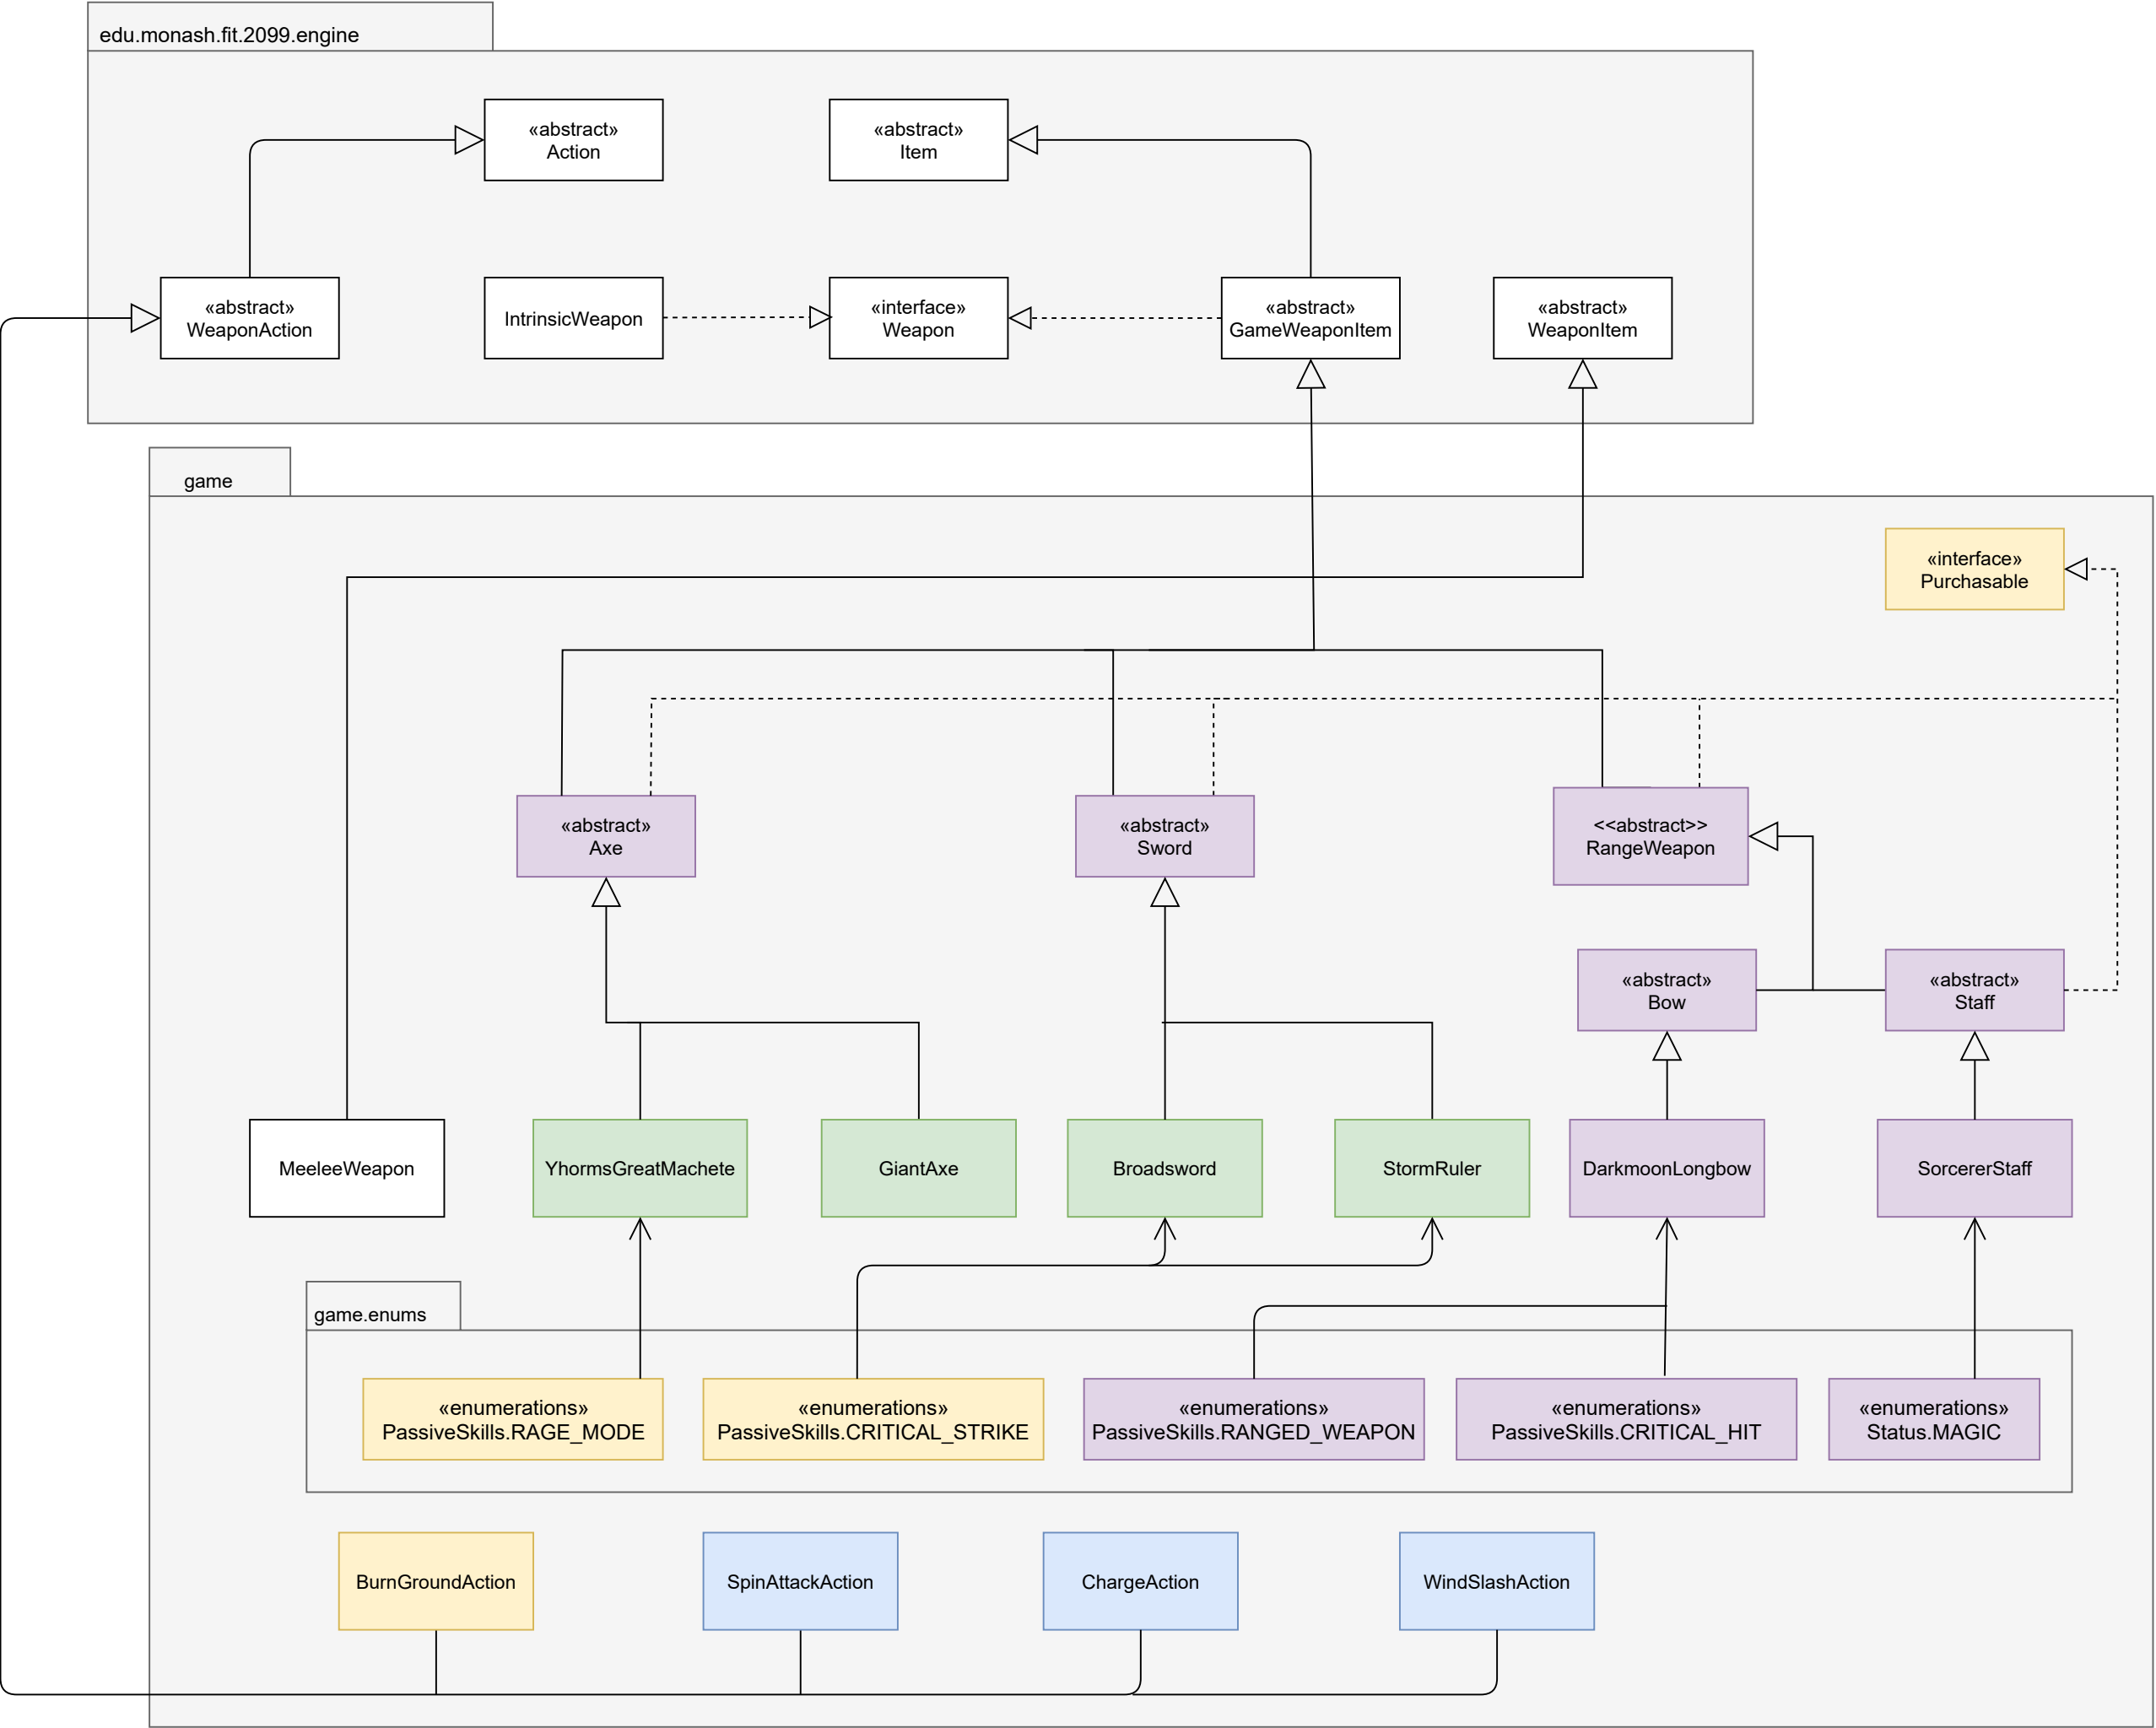 edu.monash.fit.2099.engine
«abstract»
Action
«abstract»
Item
«abstract»
WeaponAction
IntrinsicWeapon
«interface»
Weapon
«abstract»
GameWeaponItem
«abstract»
WeaponItem
game
«interface»
Purchasable
«abstract»
Axe
«abstract»
Sword
<<abstract>>
RangeWeapon
«abstract»
Bow
«abstract»
Staff
MeeleeWeapon
YhormsGreatMachete
GiantAxe
Broadsword
StormRuler
DarkmoonLongbow
SorcererStaff
game.enums
«enumerations»
PassiveSkills.RAGE_MODE
«enumerations»
PassiveSkills.CRITICAL_STRIKE
«enumerations»
PassiveSkills.RANGED_WEAPON
«enumerations»
PassiveSkills.CRITICAL_HIT
«enumerations»
Status.MAGIC
BurnGroundAction
SpinAttackAction
ChargeAction
WindSlashAction